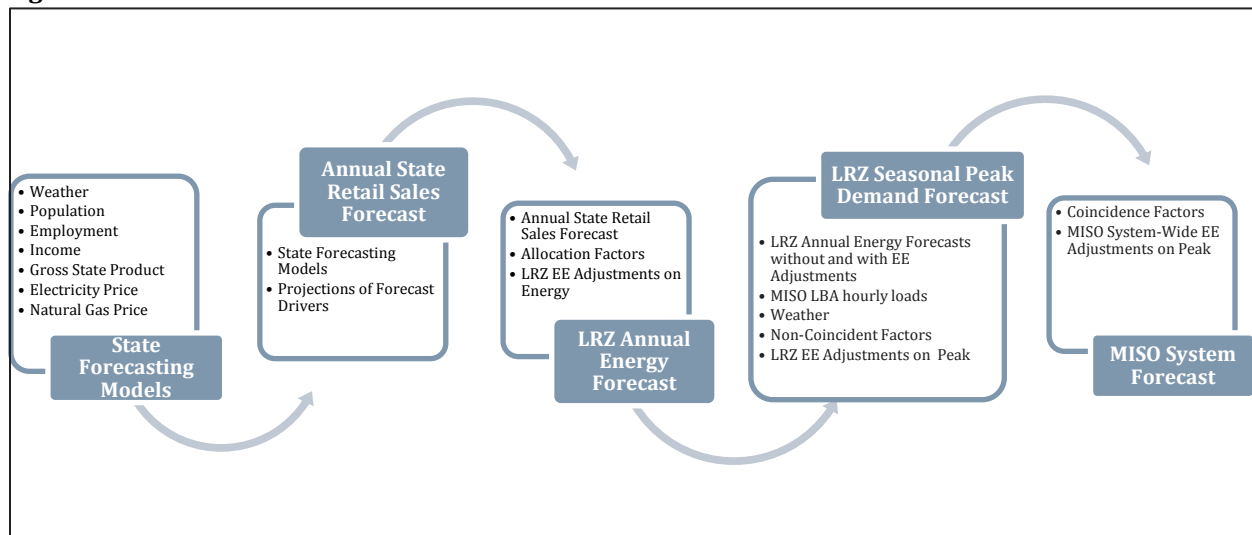 • Weather
• Population
• Employment
• Income
• Gross State Product
• Electricity Price
• Natural Gas Price
State
Forecasting
Models
Annual State
Retail Sales
Forecast
• State Forecasting
Models
• Projections of Forecast
Drivers
• Annual State Retail
Sales Forecast
• Allocation Factors
• LRZ EE Adjustments on
Energy
LRZ Annual
Energy
Forecast
LRZ Seasonal Peak
Demand Forecast
• LRZ Annual Energy Forecasts
without and with EE
Adjustments
• MISO LBA hourly loads
• Weather
• Non-Coincident Factors
• LRZ EE Adjustments on Peak
• Coincidence Factors
• MISO System-Wide EE
Adjustments on Peak
MISO System
Forecast